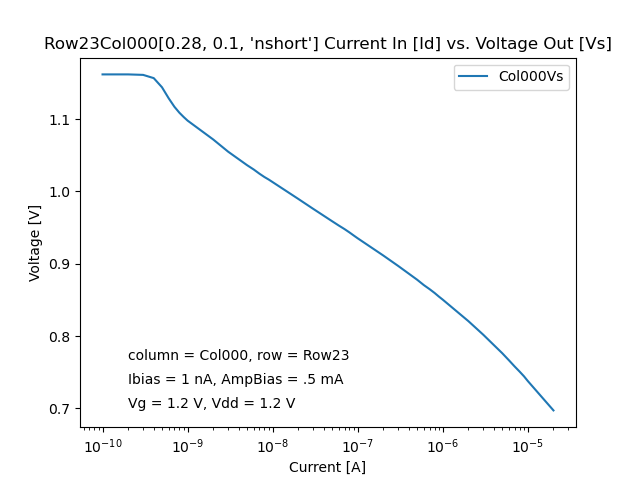 Row23Col000[0.28, 0.1, 'nshort'] Current In [Id] vs. Voltage Out [Vs]
Col000Vs
1.1
1.0
0.9
0.8
0.7
Voltage [V]
column = Col000, row = Row23
Ibias = 1 nA, AmpBias = .5 mA
Vg = 1.2 V, Vdd = 1.2 V
10⁻¹⁰ 10⁻⁹ 10⁻⁸ 10⁻⁷ 10⁻⁶ 10⁻⁵
Current [A]